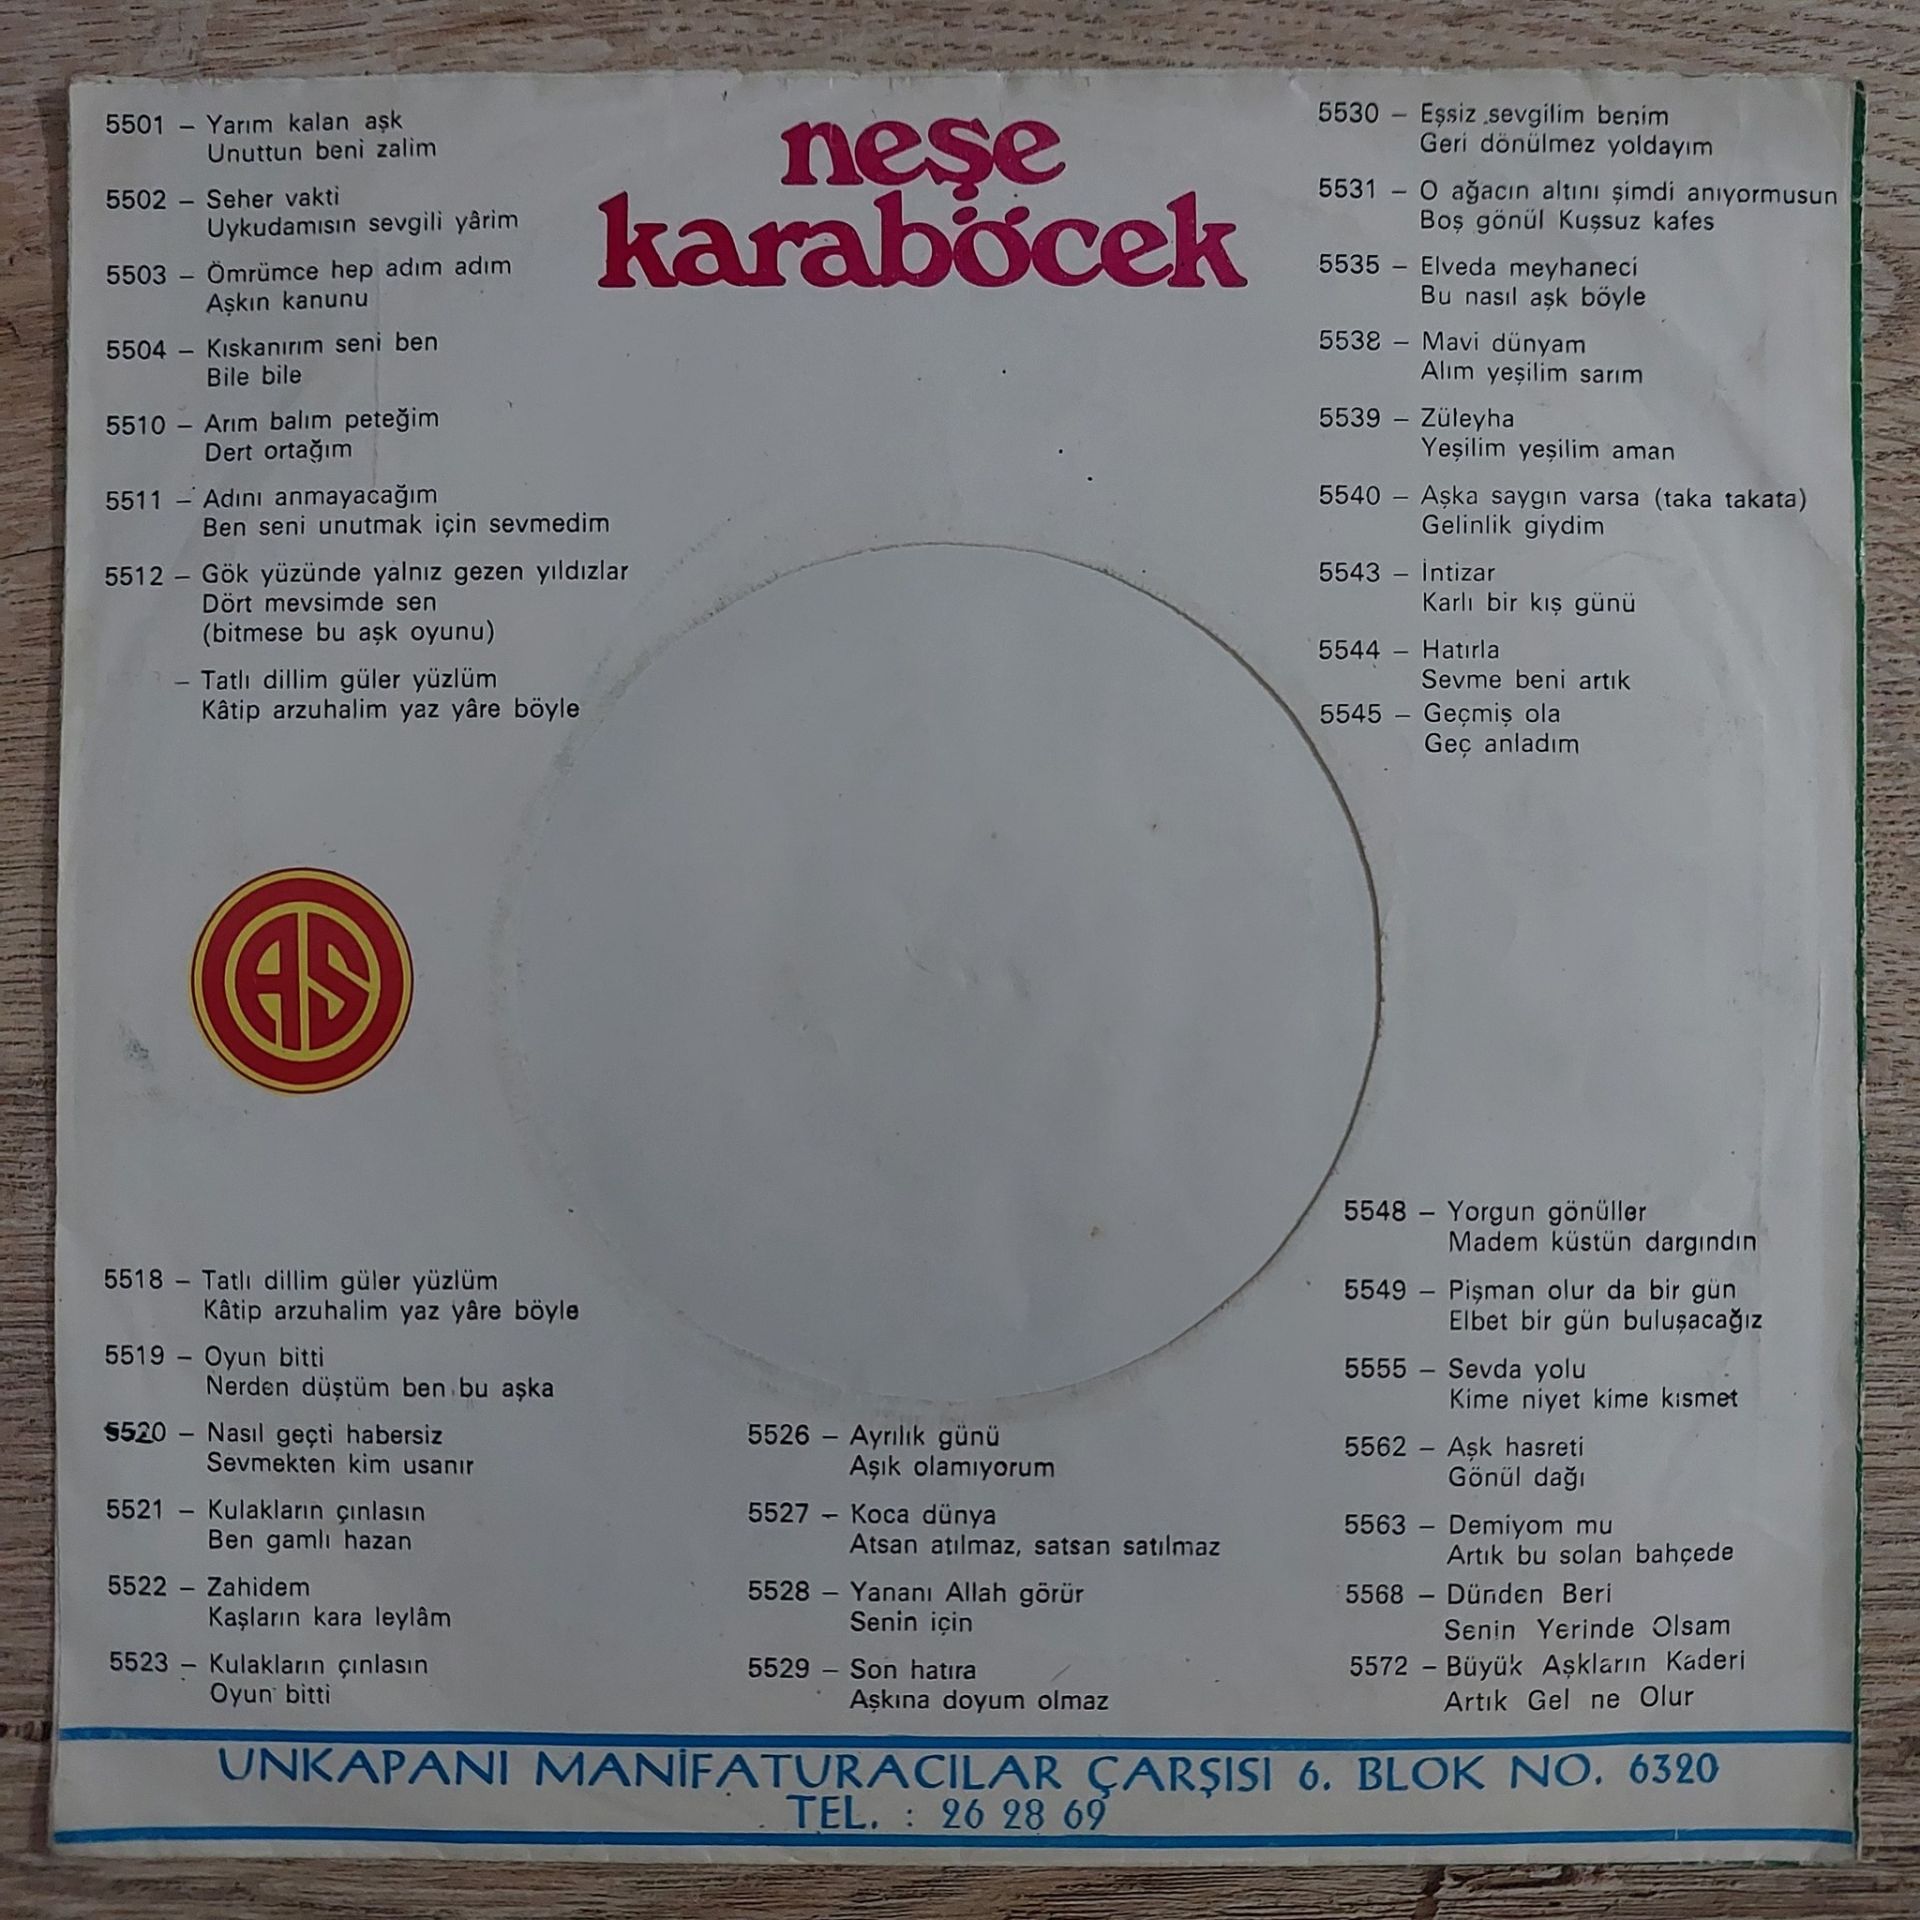 neşe
karaböcek
5501 – Yarım kalan aşk
Unuttun beni zalim
5502 – Seher vakti
Uykudamısın sevgili yârim
5503 – Ömrümce hep adım adım
Aşkın kanunu
5504 – Kıskanırım seni ben
Bile bile
5510 – Arım balım peteğim
Dert ortağım
5511 – Adını anmayacağım
Ben seni unutmak için sevmedim
5512 – Gök yüzünde yalnız gezen yıldızlar
Dört mevsimde sen
(bitmese bu aşk oyunu)
– Tatlı dillim güler yüzlüm
Kâtip arzuhalim yaz yâre böyle
AS
5518 – Tatlı dillim güler yüzlüm
Kâtip arzuhalim yaz yâre böyle
5519 – Oyun bitti
Nerden düştüm ben bu aşka
5520 – Nasıl geçti habersiz
Sevmekten kim usanır
5521 – Kulakların çınlasın
Ben gamlı hazan
5522 – Zahidem
Kaşların kara leylâm
5523 – Kulakların çınlasın
Oyun bitti
5526 – Ayrılık günü
Aşık olamıyorum
5527 – Koca dünya
Atsan atılmaz, satsan satılmaz
5528 – Yananı Allah görür
Senin için
5529 – Son hatıra
Aşkına doyum olmaz
5530 – Eşsiz sevgilim benim
Geri dönülmez yoldayım
5531 – O ağacın altını şimdi anıyormusun
Boş gönül Kuşsuz kafes
5535 – Elveda meyhaneci
Bu nasıl aşk böyle
5538 – Mavi dünyam
Alım yeşilim sarım
5539 – Züleyha
Yeşilim yeşilim aman
5540 – Aşka saygın varsa (taka takata)
Gelinlik giydim
5543 – İntizar
Karlı bir kış günü
5544 – Hatırla
Sevme beni artık
5545 – Geçmiş ola
Geç anladım
5548 – Yorgun gönüller
Madem küstün dargındın
5549 – Pişman olur da bir gün
Elbet bir gün buluşacağız
5555 – Sevda yolu
Kime niyet kime kısmet
5562 – Aşk hasreti
Gönül dağı
5563 – Demiyom mu
Artık bu solan bahçede
5568 – Dünden Beri
Senin Yerinde Olsam
5572 – Büyük Aşkların Kaderi
Artık Gel ne Olur
UNKAPANI MANİFATURACILAR ÇARŞISI 6. BLOK NO. 6320
TEL. : 26 28 69